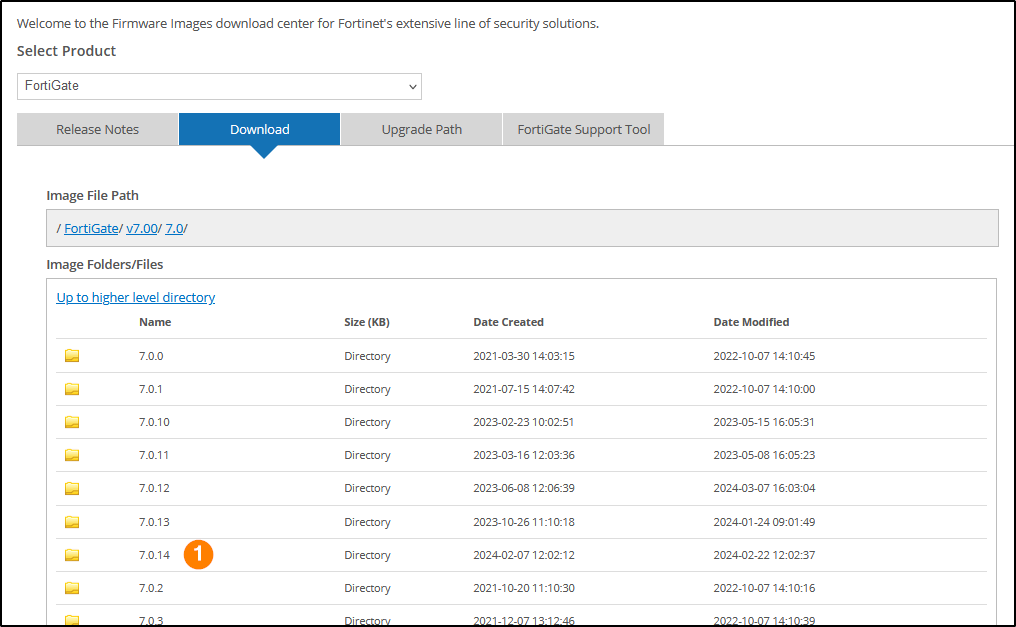 Welcome to the Firmware Images download center for Fortinet's extensive line of security solutions.
Select Product
FortiGate
Release Notes Download Upgrade Path FortiGate Support Tool
Image File Path
/ FortiGate/ v7.00/ 7.0/
Image Folders/Files
Up to higher level directory
Name Size (KB) Date Created Date Modified
7.0.0 Directory 2021-03-30 14:03:15 2022-10-07 14:10:45
7.0.1 Directory 2021-07-15 14:07:42 2022-10-07 14:10:00
7.0.10 Directory 2023-02-23 10:02:51 2023-05-15 16:05:31
7.0.11 Directory 2023-03-16 12:03:36 2023-05-08 16:05:23
7.0.12 Directory 2023-06-08 12:06:39 2024-03-07 16:03:04
7.0.13 Directory 2023-10-26 11:10:18 2024-01-24 09:01:49
7.0.14 1 Directory 2024-02-07 12:02:12 2024-02-22 12:02:37
7.0.2 Directory 2021-10-20 11:10:30 2022-10-07 14:10:16
7.0.3 Directory 2021-12-07 13:12:46 2022-10-07 14:10:39